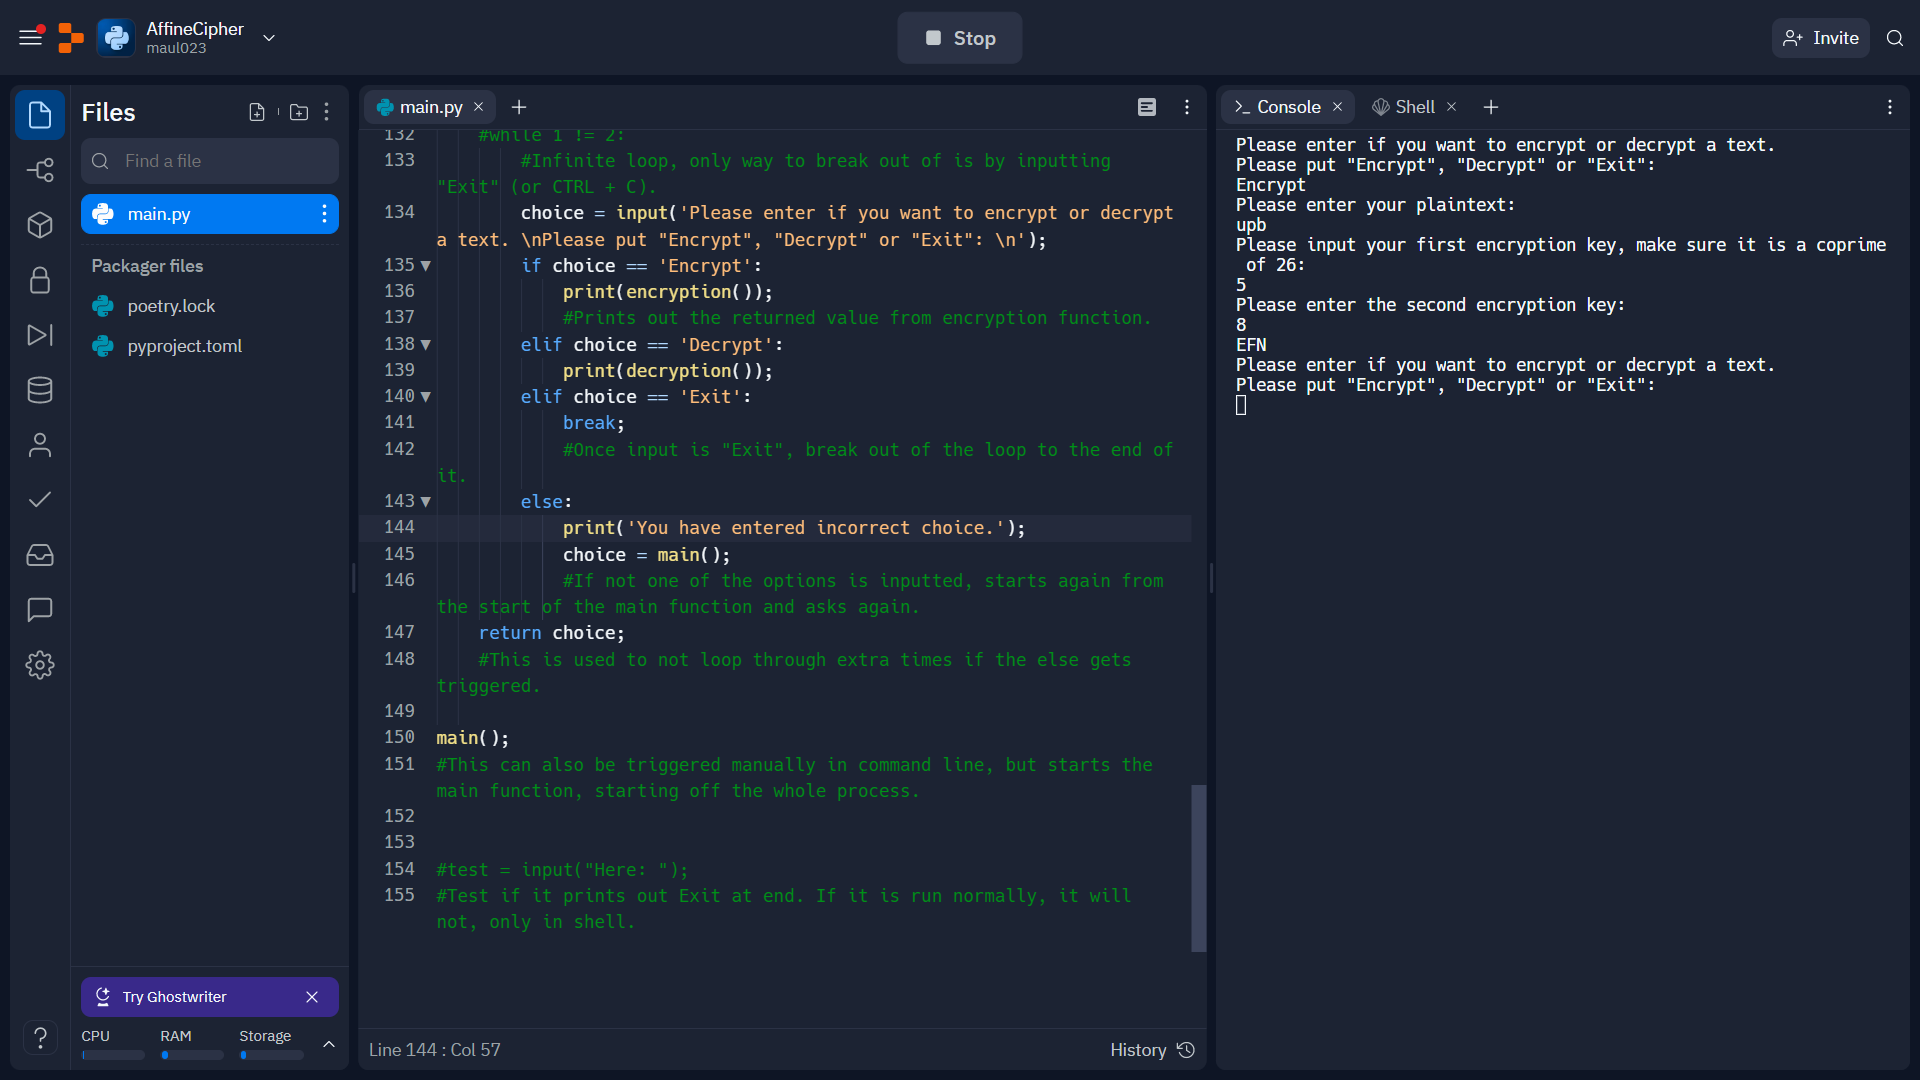 AffineCipher
maul023
Stop
Invite
Files
Find a file
main.py
Packager files
poetry.lock
pyproject.toml
Try Ghostwriter
CPU RAM Storage
main.py
132 #while 1 != 2:
133 #Infinite loop, only way to break out of is by inputting
"Exit" (or CTRL + C).
134 choice = input('Please enter if you want to encrypt or decrypt
a text. \nPlease put "Encrypt", "Decrypt" or "Exit": \n');
135 if choice == 'Encrypt':
136 print(encryption());
137 #Prints out the returned value from encryption function.
138 elif choice == 'Decrypt':
139 print(decryption());
140 elif choice == 'Exit':
141 break;
142 #Once input is "Exit", break out of the loop to the end of
it.
143 else:
144 print('You have entered incorrect choice.');
145 choice = main();
146 #If not one of the options is inputted, starts again from
the start of the main function and asks again.
147 return choice;
148 #This is used to not loop through extra times if the else gets
triggered.
149
150 main();
151 #This can also be triggered manually in command line, but starts the
main function, starting off the whole process.
152
153
154 #test = input("Here: ");
155 #Test if it prints out Exit at end. If it is run normally, it will
not, only in shell.
Line 144 : Col 57
History
Console
Shell
Please enter if you want to encrypt or decrypt a text.
Please put "Encrypt", "Decrypt" or "Exit":
Encrypt
Please enter your plaintext:
upb
Please input your first encryption key, make sure it is a coprime
of 26:
5
Please enter the second encryption key:
8
EFN
Please enter if you want to encrypt or decrypt a text.
Please put "Encrypt", "Decrypt" or "Exit":